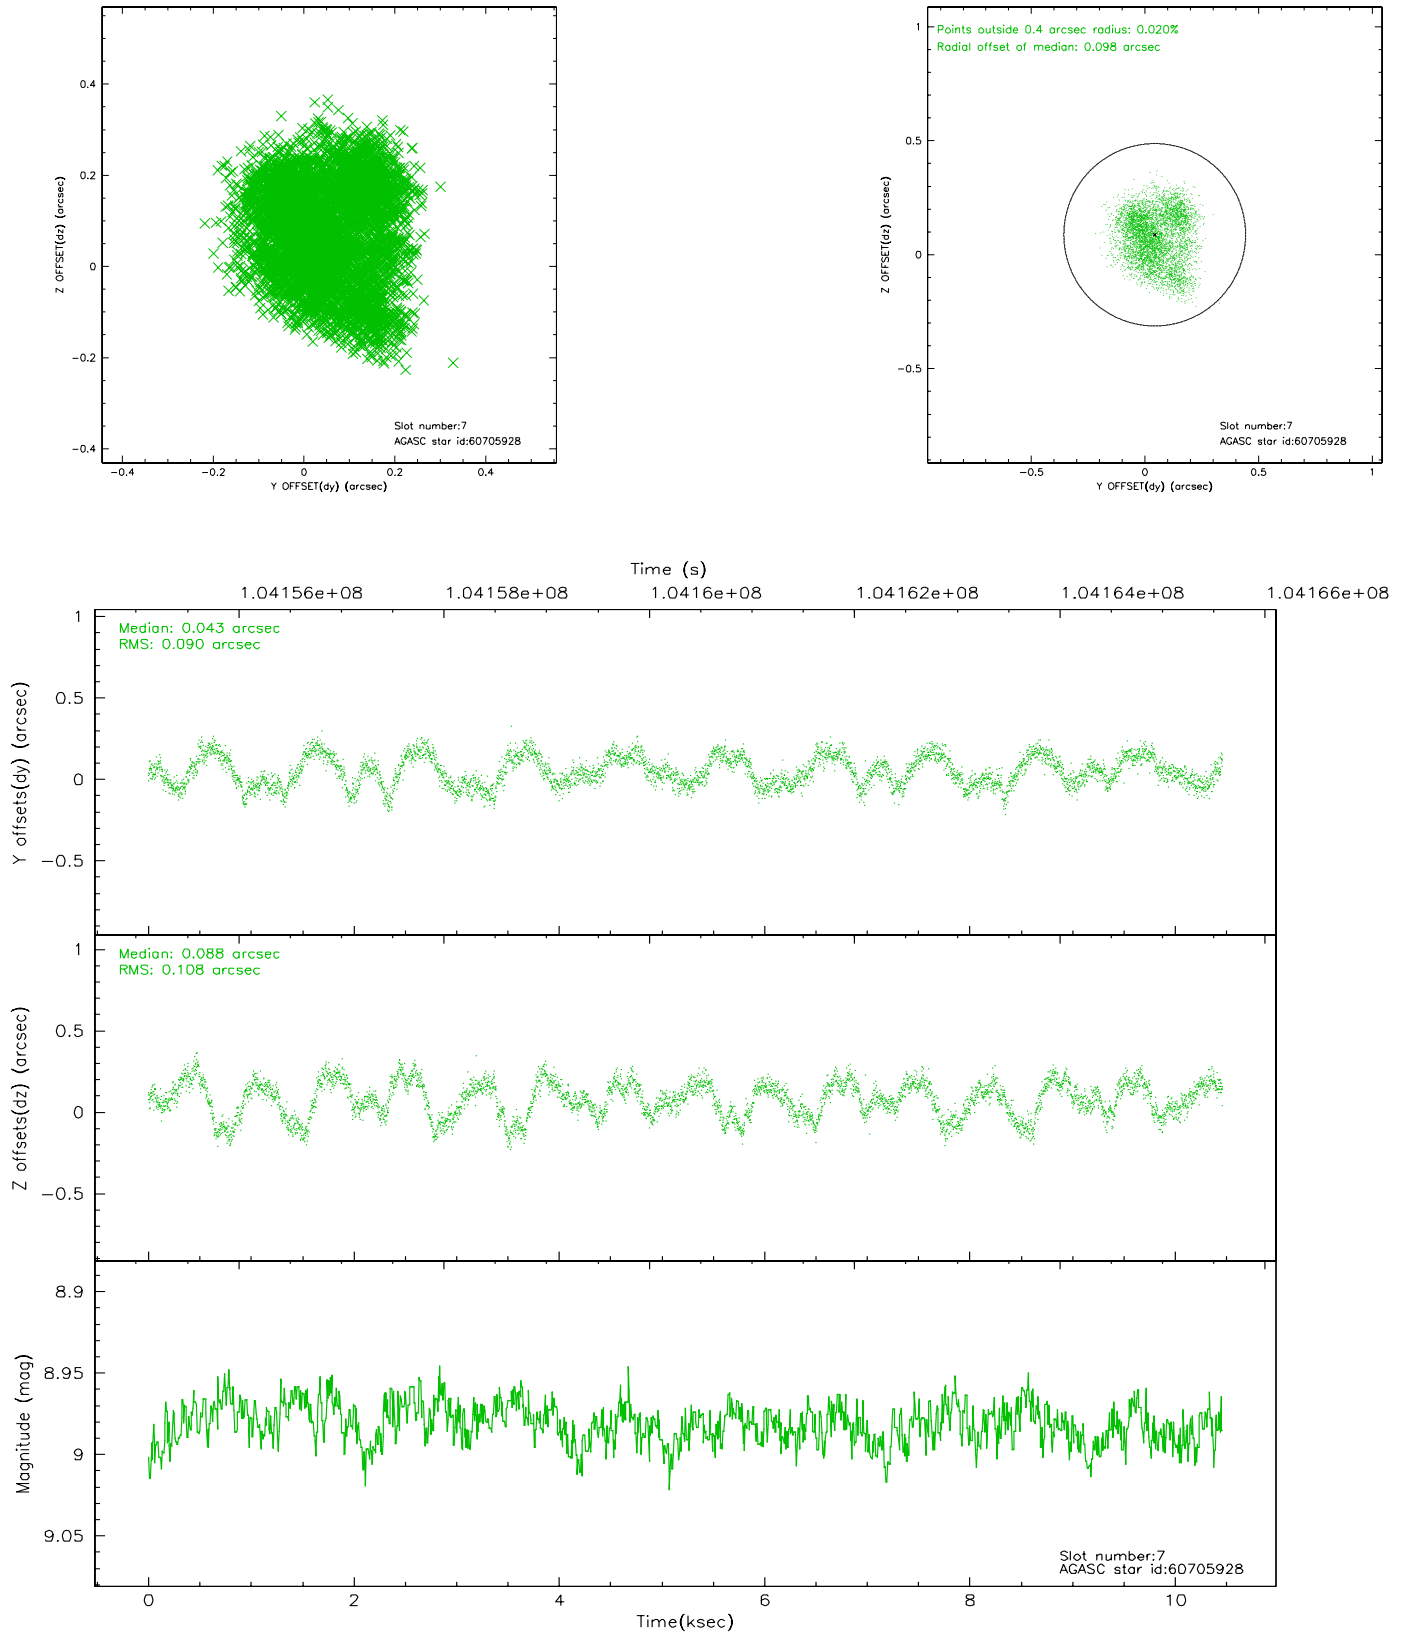 0.4
0.2
0
−0.2
−0.4
Z OFFSET(dz) (arcsec)
−0.4 −0.2 0 0.2 0.4
Y OFFSET(dy) (arcsec)
Slot number:7
AGASC star id:60705928
Points outside 0.4 arcsec radius: 0.020%
Radial offset of median: 0.098 arcsec
1
0.5
0
−0.5
Z OFFSET(dz) (arcsec)
−0.5 0 0.5 1
Y OFFSET(dy) (arcsec)
Slot number:7
AGASC star id:60705928
Time (s)
1.04156e+08 1.04158e+08 1.0416e+08 1.04162e+08 1.04164e+08 1.04166e+08
Median: 0.043 arcsec
RMS: 0.090 arcsec
1
0.5
0
−0.5
Y offsets(dy) (arcsec)
Median: 0.088 arcsec
RMS: 0.108 arcsec
1
0.5
0
−0.5
Z offsets(dz) (arcsec)
8.9
8.95
9
9.05
Magnitude (mag)
Slot number:7
AGASC star id:60705928
0 2 4 6 8 10
Time(ksec)